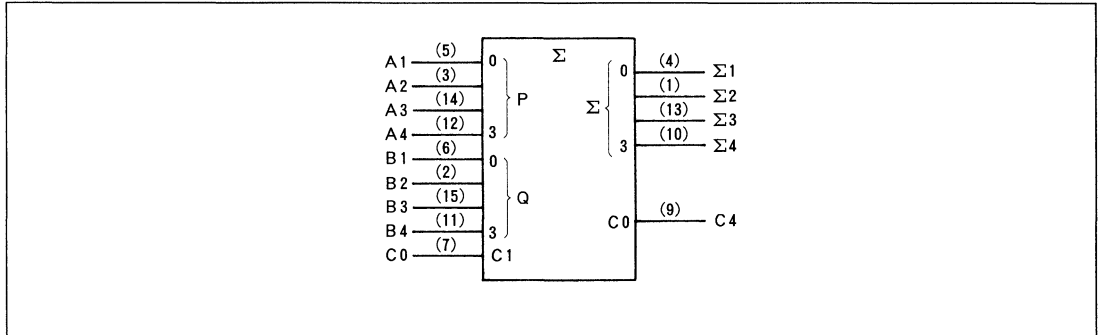 Σ
A1 (5) 0
A2 (3)
A3 (14) P
A4 (12) 3
B1 (6) 0
B2 (2)
B3 (15) Q
B4 (11) 3
C0 (7) C1
Σ
0 (4) Σ1
(1) Σ2
(13) Σ3
3 (10) Σ4
C0 (9) C4